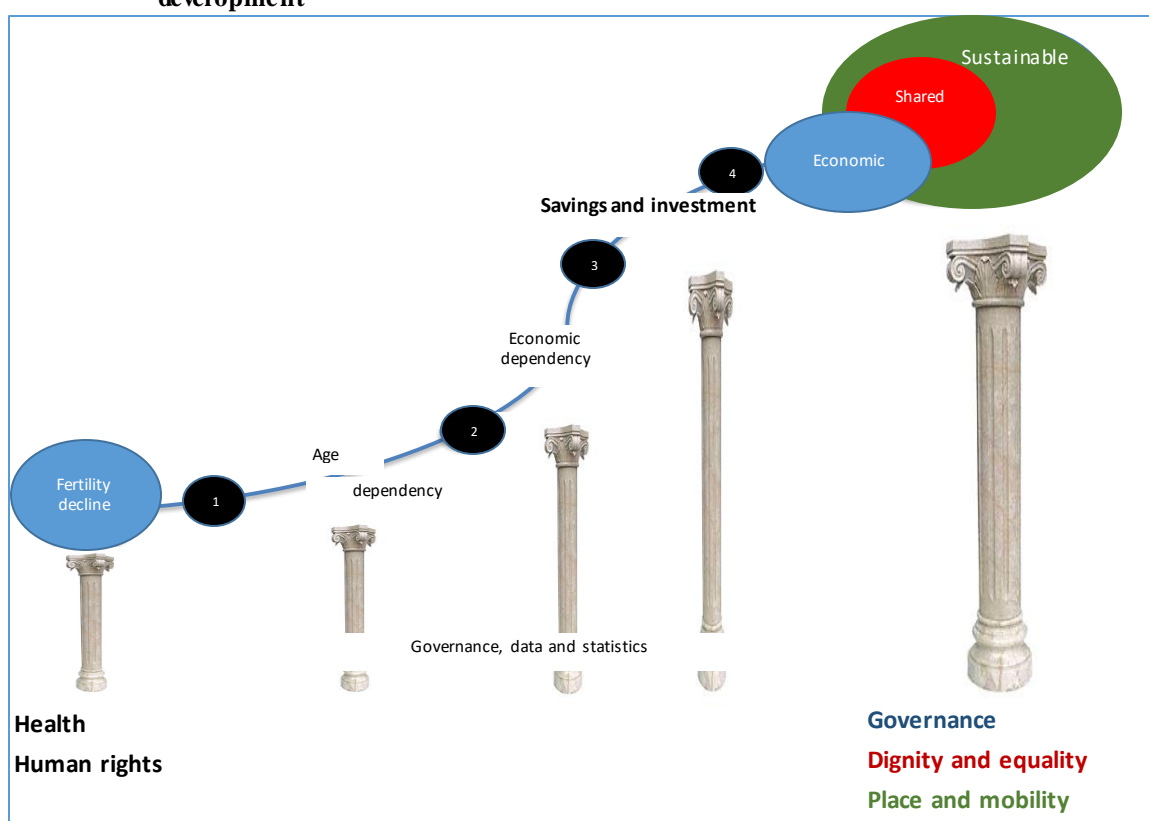 development
Sustainable
Shared
Economic
4
Savings and investment
3
Economic
dependency
2
Age
dependency
Fertility
decline
1
Governance, data and statistics
Health
Human rights
Governance
Dignity and equality
Place and mobility